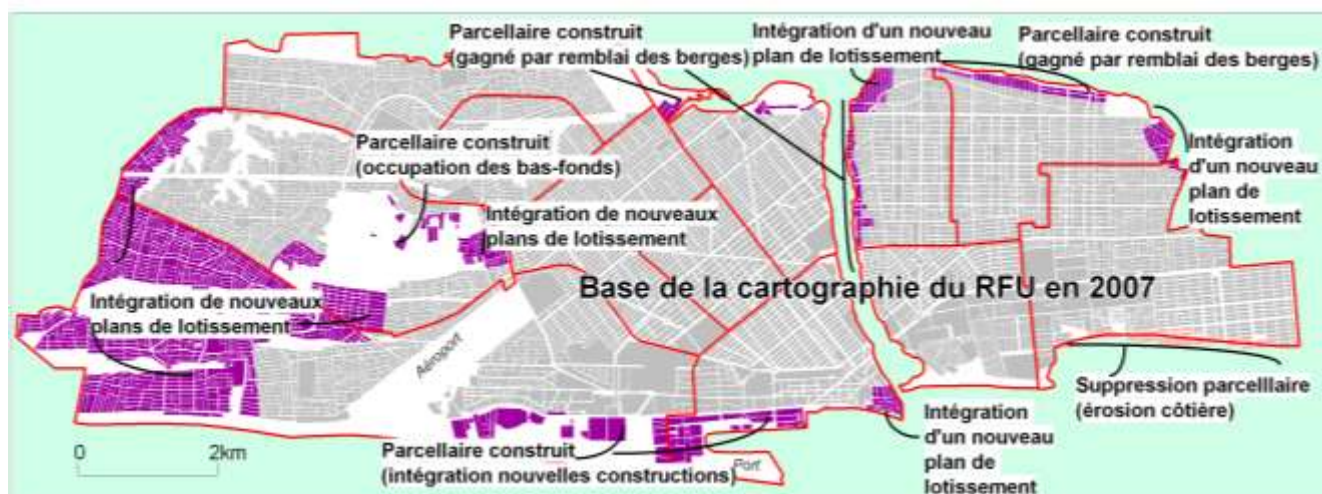 Parcellaire construit
(gagné par remblai des berges)
Intégration d'un nouveau
plan de lotissement
Parcellaire construit
(gagné par remblai des berges)
Parcellaire construit
(occupation des bas-fonds)
Intégration
d'un nouveau
plan de
lotissement
Intégration de nouveaux
plans de lotissement
Base de la cartographie du RFU en 2007
Intégration de nouveaux
plans de lotissement
Aéroport
Suppression parcelllaire
(érosion côtière)
Intégration
d'un nouveau
plan de
lotissement
Parcellaire construit
(intégration nouvelles constructions)
Port
0 2km